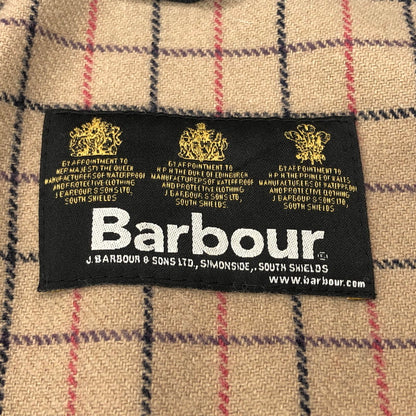 BY APPOINTMENT TO
HER MAJESTY THE QUEEN
MANUFACTURERS OF WATERPROOF
AND PROTECTIVE CLOTHING
J.BARBOUR & SONS LTD,
SOUTH SHIELDS
BY APPOINTMENT TO
H R H THE DUKE OF EDINBURGH
MANUFACTURERS OF WATERPROOF
AND PROTECTIVE CLOTHING
J.BARBOUR & SONS LTD,
SOUTH SHIELDS
BY APPOINTMENT TO
H R H THE PRINCE OF WALES
MANUFACTURERS OF WATERPROOF
AND PROTECTIVE CLOTHING
J.BARBOUR & SONS LTD,
SOUTH SHIELDS
Barbour
J. BARBOUR & SONS LTD., SIMONSIDE,. SOUTH SHIELDS
www.barbour.com